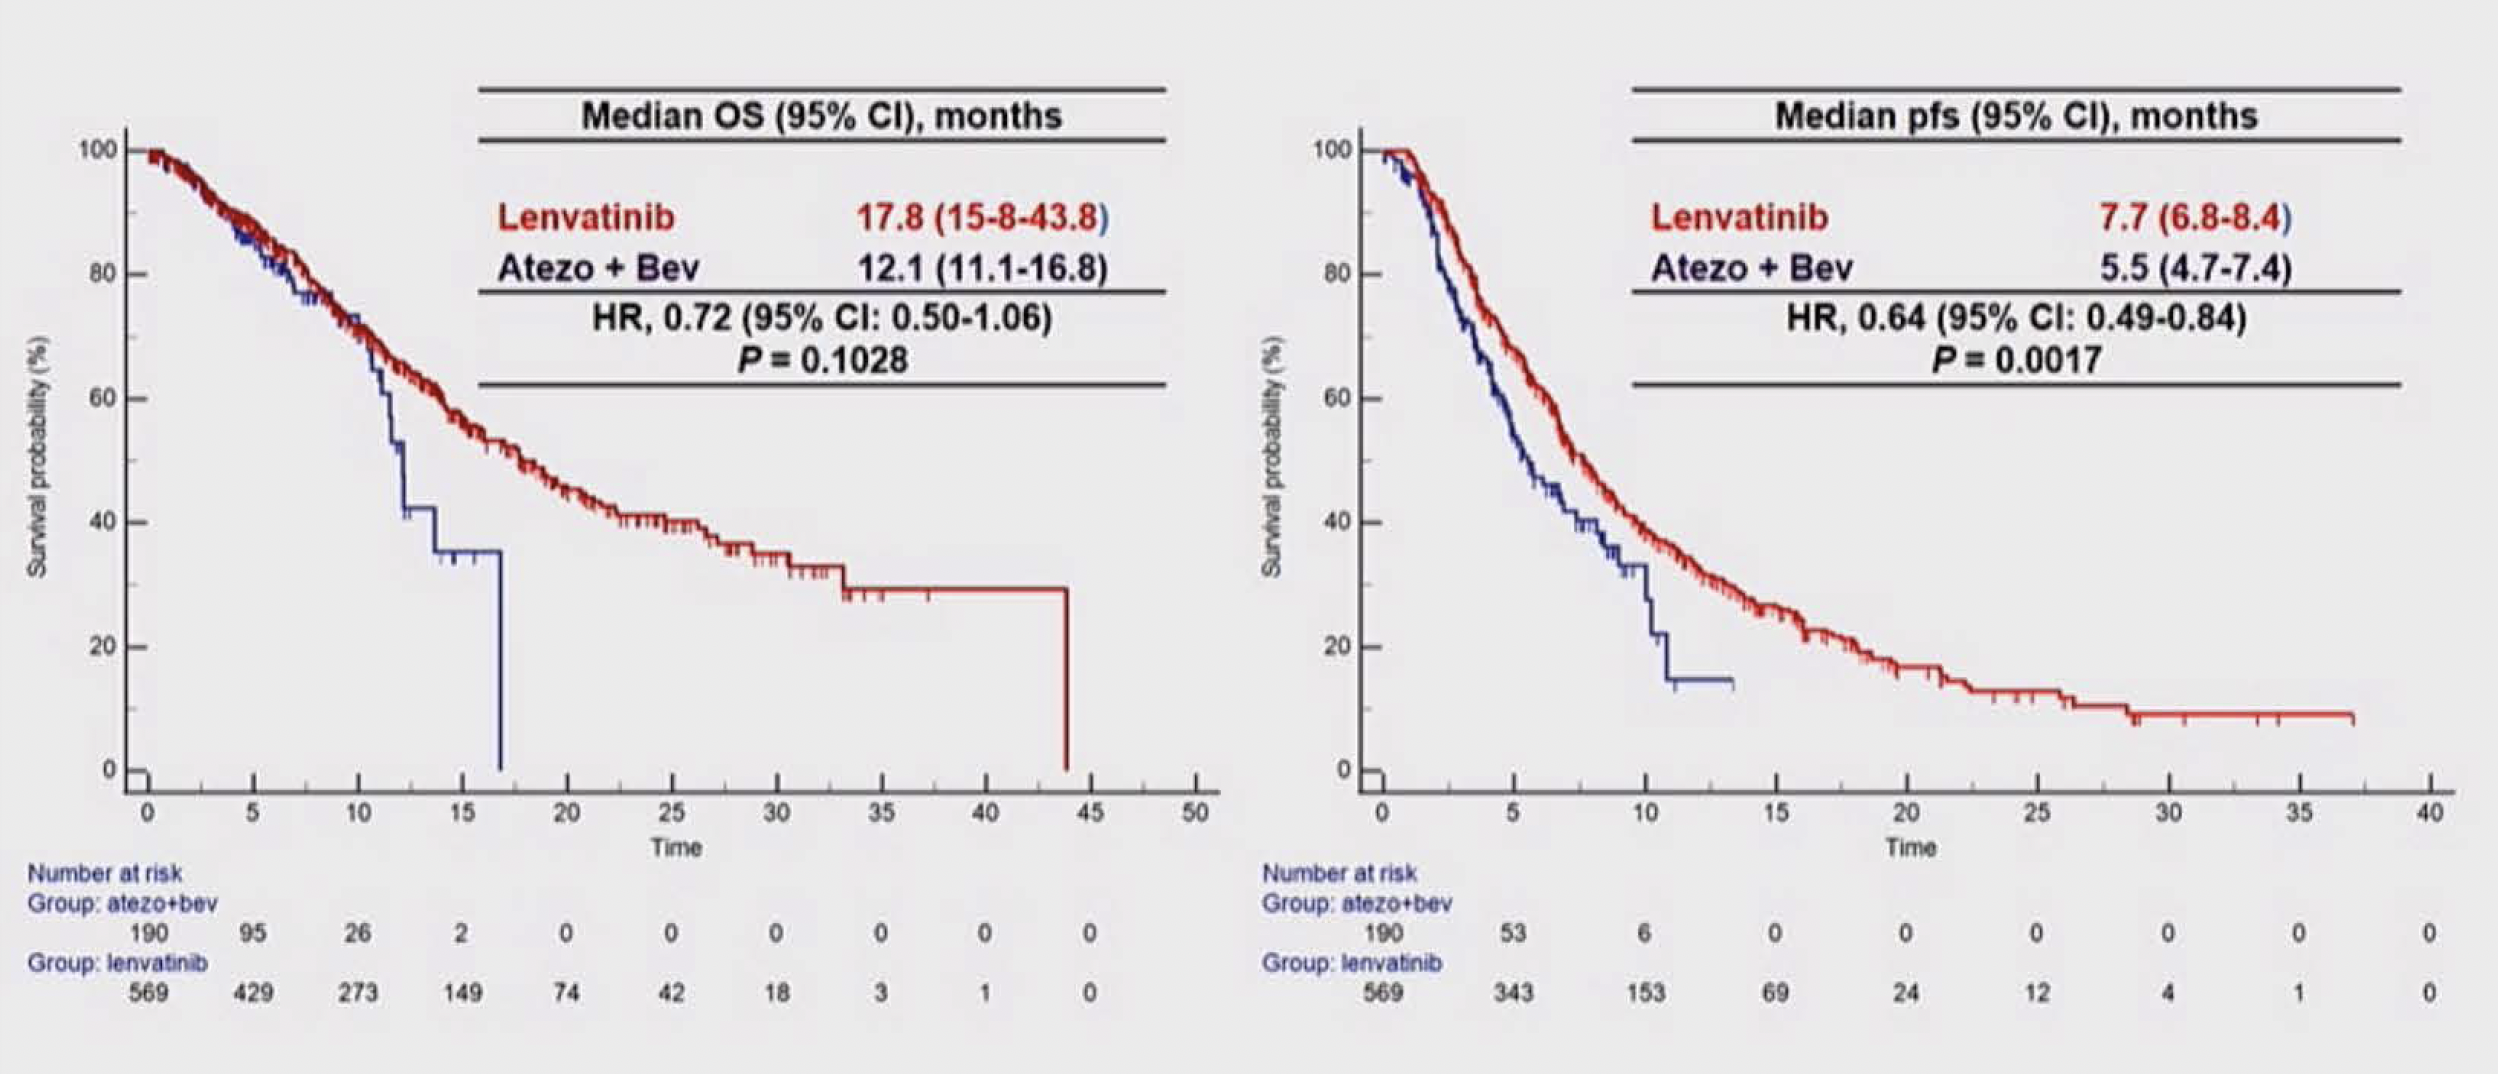 Median OS (95% CI), months
Lenvatinib 17.8 (15-8-43.8)
Atezo + Bev 12.1 (11.1-16.8)
HR, 0.72 (95% CI: 0.50-1.06)
P = 0.1028
Survival probability (%)
100
80
60
40
20
0
0 5 10 15 20 25 30 35 40 45 50
Time
Number at risk
Group: atezo+bev
190 95 26 2 0 0 0 0 0 0
Group: lenvatinib
569 429 273 149 74 42 18 3 1 0
Median pfs (95% CI), months
Lenvatinib 7.7 (6.8-8.4)
Atezo + Bev 5.5 (4.7-7.4)
HR, 0.64 (95% CI: 0.49-0.84)
P = 0.0017
Survival probability (%)
100
80
60
40
20
0
0 5 10 15 20 25 30 35 40
Time
Number at risk
Group: atezo+bev
190 53 6 0 0 0 0 0 0
Group: lenvatinib
569 343 153 69 24 12 4 1 0